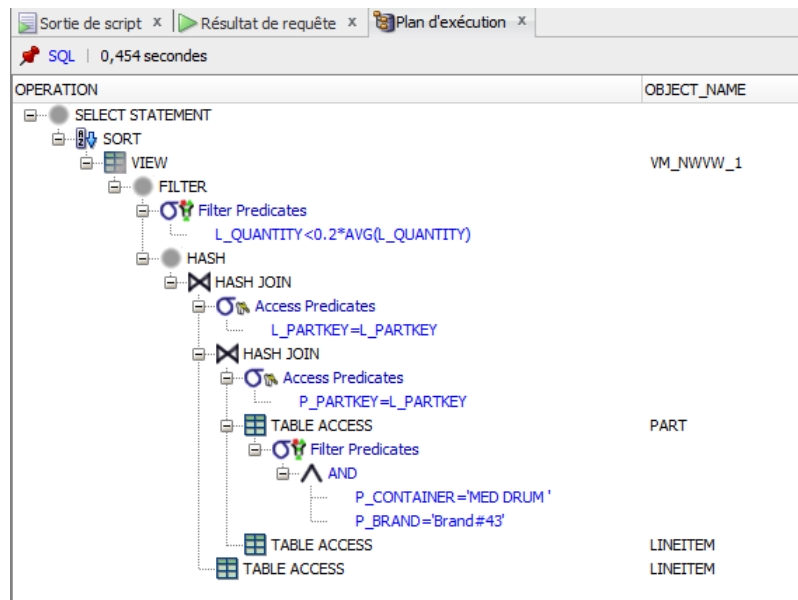 Sortie de script x Résultat de requête x Plan d'exécution x
SQL | 0,454 secondes
OPERATION OBJECT_NAME
SELECT STATEMENT
SORT
VIEW VM_NWVW_1
FILTER
Filter Predicates
L_QUANTITY<0.2*AVG(L_QUANTITY)
HASH
HASH JOIN
Access Predicates
L_PARTKEY=L_PARTKEY
HASH JOIN
Access Predicates
P_PARTKEY=L_PARTKEY
TABLE ACCESS PART
Filter Predicates
AND
P_CONTAINER='MED DRUM '
P_BRAND='Brand#43'
TABLE ACCESS LINEITEM
TABLE ACCESS LINEITEM